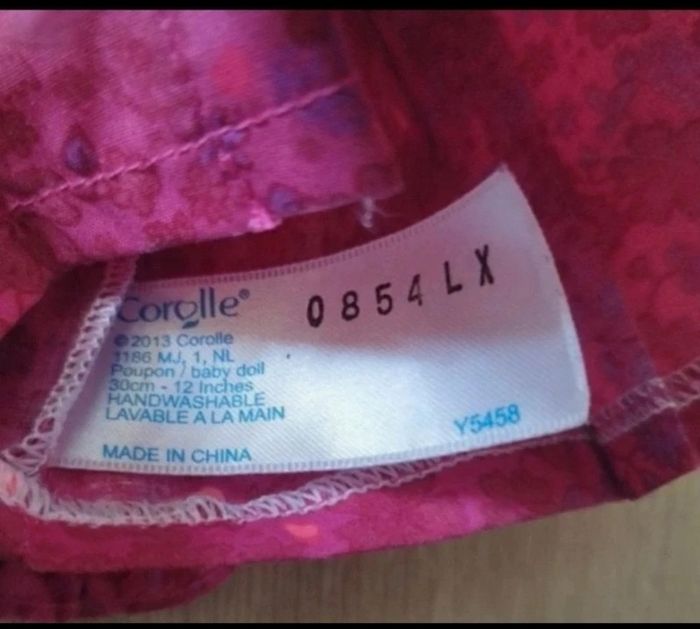 Corolle®
0854LX
©2013 Corolle
1186 MJ, 1, NL
Poupon / baby doll
30cm - 12 Inches
HANDWASHABLE
LAVABLE A LA MAIN
Y5458
MADE IN CHINA